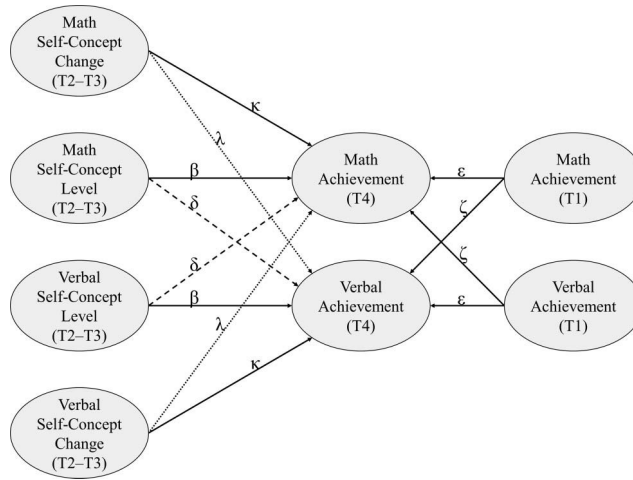 Math
Self-Concept
Change
(T2–T3)
κ
λ
Math
Self-Concept
Level
(T2–T3)
β
δ
Math
Achievement
(T4)
ε
ζ
Math
Achievement
(T1)
Verbal
Self-Concept
Level
(T2–T3)
δ
β
λ
Verbal
Achievement
(T4)
ζ
ε
Verbal
Achievement
(T1)
Verbal
Self-Concept
Change
(T2–T3)
κ